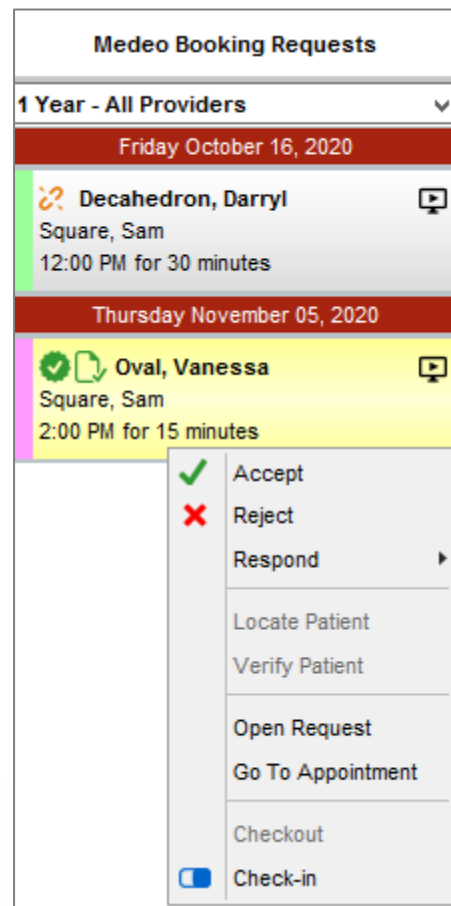 Medeo Booking Requests
1 Year - All Providers
Friday October 16, 2020
Decahedron, Darryl
Square, Sam
12:00 PM for 30 minutes
Thursday November 05, 2020
Oval, Vanessa
Square, Sam
2:00 PM for 15 minutes
Accept
Reject
Respond
Locate Patient
Verify Patient
Open Request
Go To Appointment
Checkout
Check-in